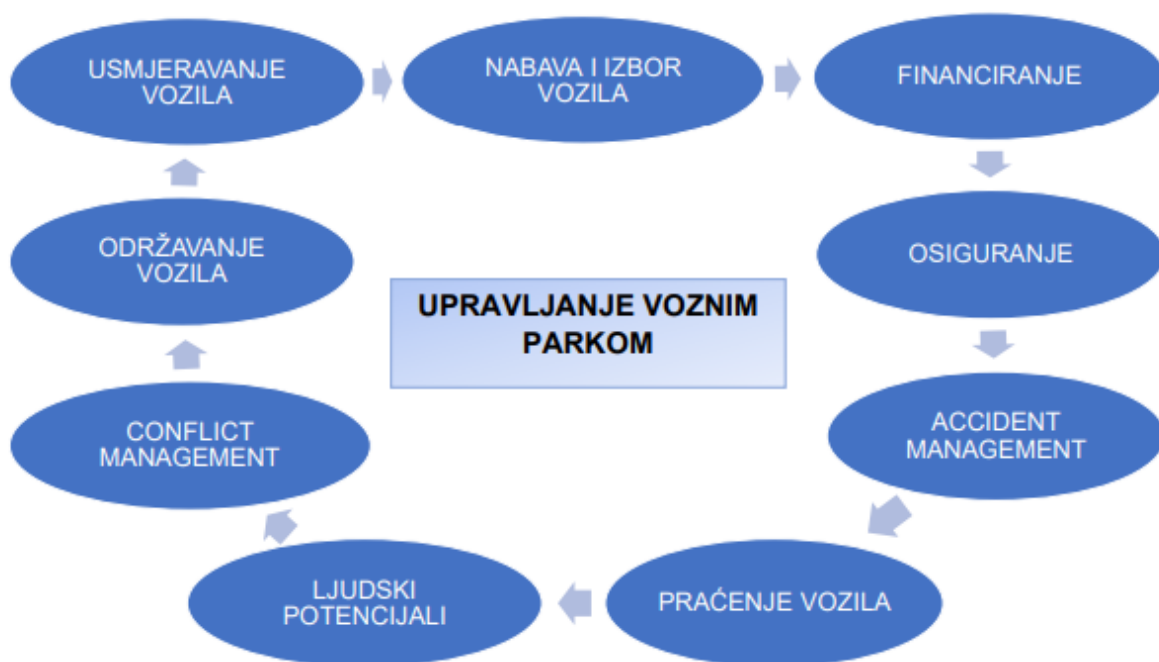 USMJERAVANJE
VOZILA
NABAVA I IZBOR
VOZILA
FINANCIRANJE
OSIGURANJE
ACCIDENT
MANAGEMENT
PRAĆENJE VOZILA
LJUDSKI
POTENCIJALI
CONFLICT
MANAGEMENT
ODRŽAVANJE
VOZILA
UPRAVLJANJE VOZNIM
PARKOM